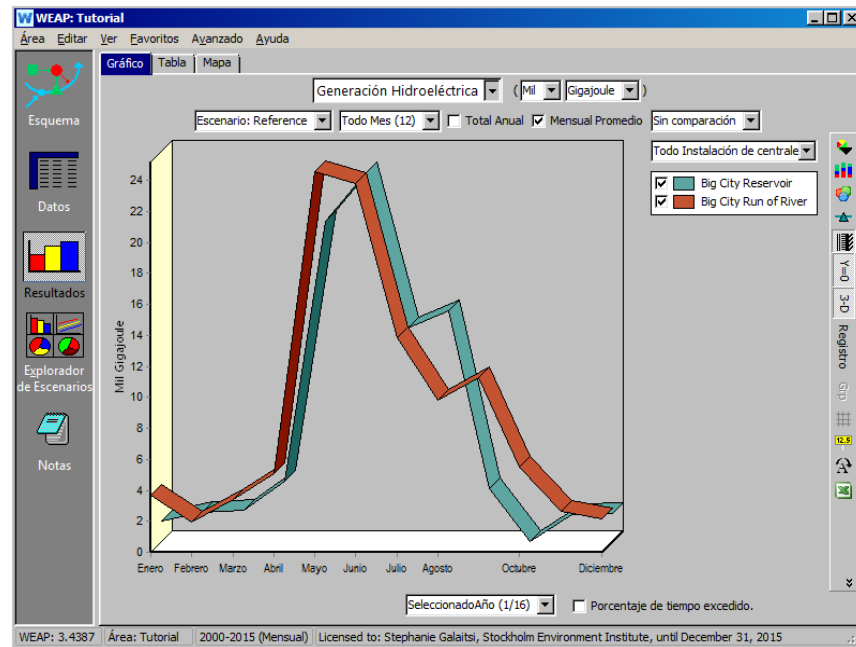 WEAP: Tutorial
Área Editar Ver Favoritos Avanzado Ayuda
Gráfico Tabla Mapa
Generación Hidroeléctrica ( Mil Gigajoule )
Escenario: Reference Todo Mes (12) Total Anual Mensual Promedio Sin comparación
Todo Instalación de centrale
Big City Reservoir
Big City Run of River
Esquema
Datos
Resultados
Explorador
de Escenarios
Notas
Mil Gigajoule
24
22
20
18
16
14
12
10
8
6
4
2
0
Enero Febrero Marzo Abril Mayo Junio Julio Agosto Octubre Diciembre
Y=0
3-D
Registro
Grp
12.5
A
SeleccionadoAño (1/16) Porcentaje de tiempo excedido.
WEAP: 3.4387 Área: Tutorial 2000-2015 (Mensual) Licensed to: Stephanie Galaitsi, Stockholm Environment Institute, until December 31, 2015